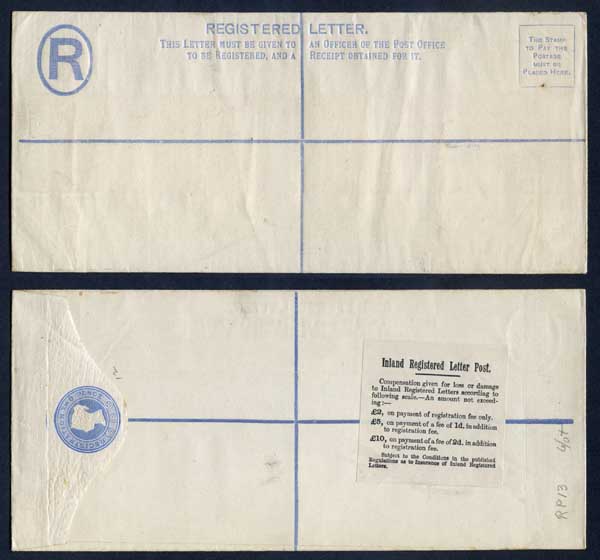 R
REGISTERED LETTER.
THIS LETTER MUST BE GIVEN TO AN OFFICER OF THE POST OFFICE
TO BE REGISTERED, AND A RECEIPT OBTAINED FOR IT.
THE STAMP
TO PAY THE
POSTAGE
MUST BE
PLACED HERE.
Inland Registered Letter Post.
Compensation given for loss or damage
to Inland Registered Letters according to
following scale.—An amount not exceed-
ing:—
£2, on payment of registration fee only.
£5, on payment of a fee of 1d. in addition
to registration fee.
£10, on payment of a fee of 2d. in addition
to registration fee.
Subject to the Conditions in the published
Regulations as to Insurance of Inland Registered
Letters.
RP13